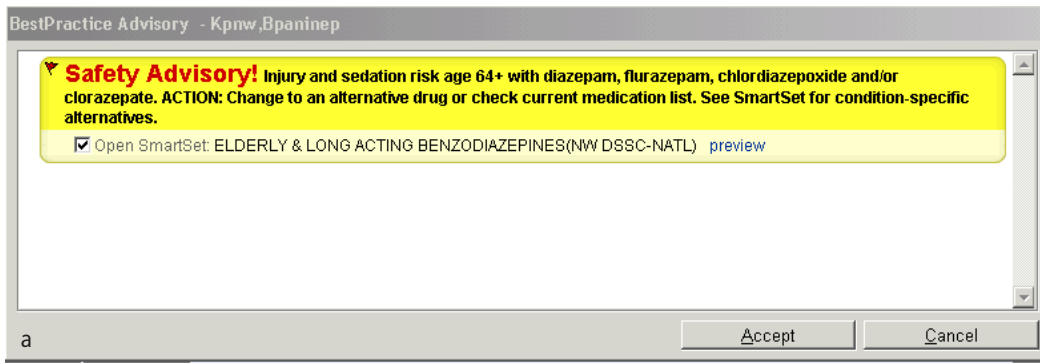 BestPractice Advisory - Kpnw,Bpaninep
Safety Advisory! Injury and sedation risk age 64+ with diazepam, flurazepam, chlordiazepoxide and/or
clorazepate. ACTION: Change to an alternative drug or check current medication list. See SmartSet for condition-specific
alternatives.
Open SmartSet: ELDERLY & LONG ACTING BENZODIAZEPINES(NW DSSC-NATL) preview
a
Accept Cancel